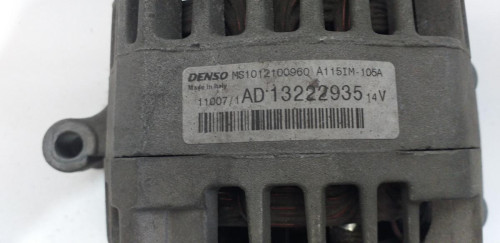 DENSO MS1012100960 A115IM-105A
Made in Italy
11007/1 AD 13222935 14V